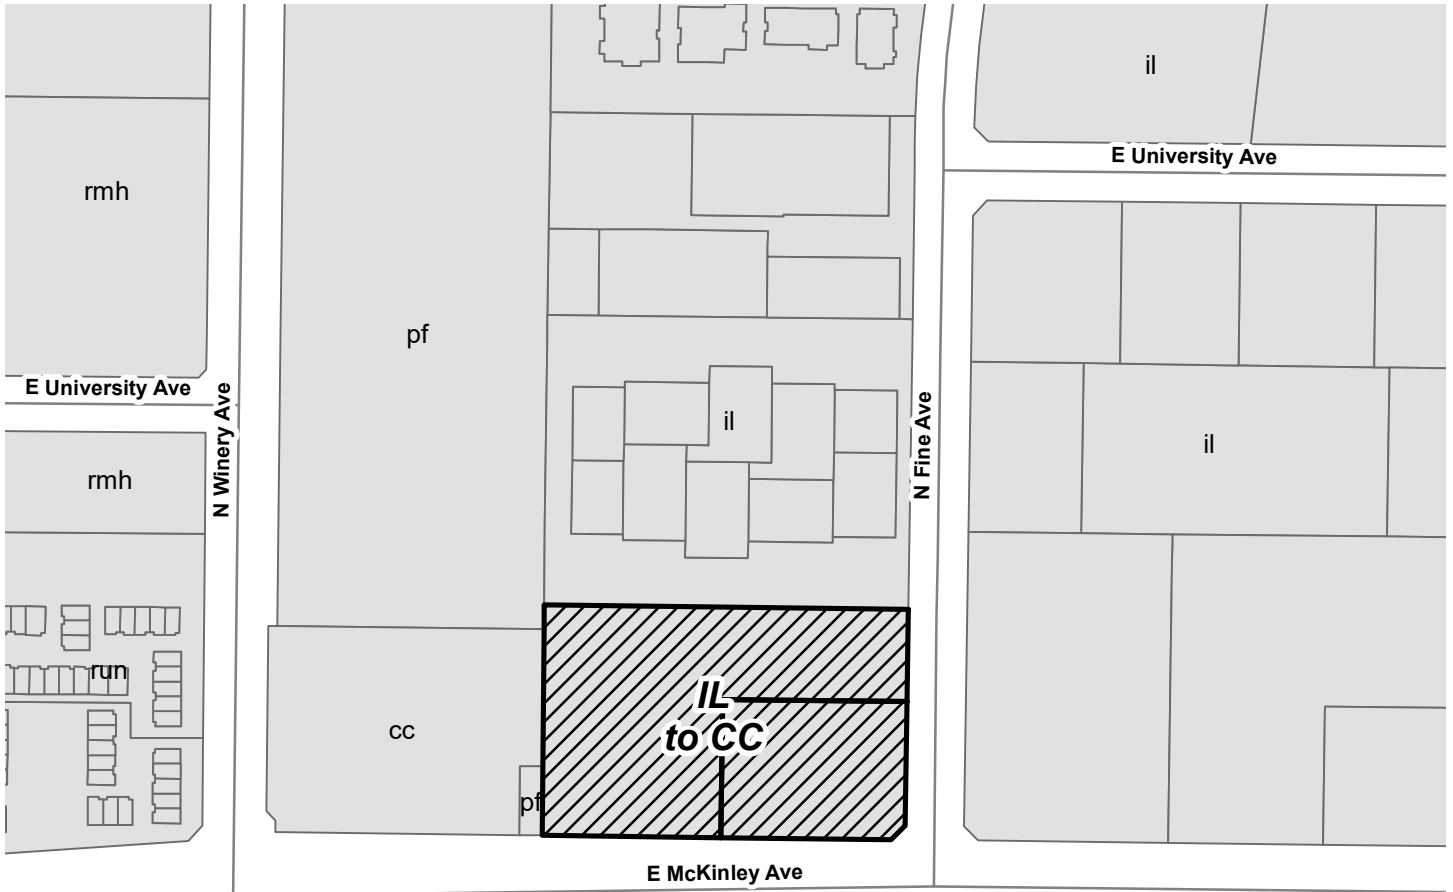 il
E University Ave
rmh
pf
E University Ave
N Winery Ave
il
N Fine Ave
il
rmh
run
IL
to CC
cc
pf
E McKinley Ave